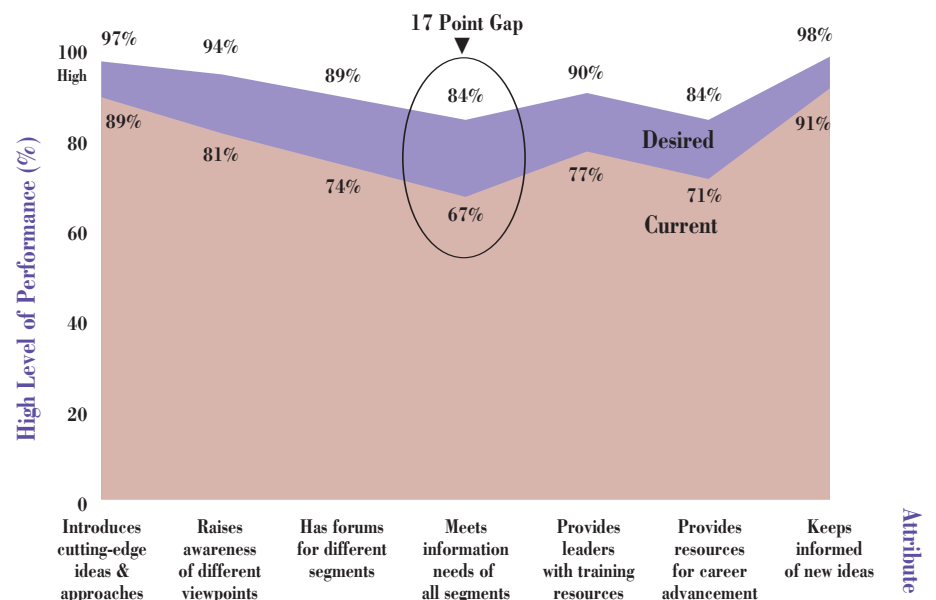 17 Point Gap
100
High
80
60
40
20
0
High Level of Performance (%)
97%
94%
89%
84%
90%
84%
98%
89%
81%
74%
67%
77%
71%
91%
Desired
Current
Introduces
cutting-edge
ideas &
approaches
Raises
awareness
of different
viewpoints
Has forums
for different
segments
Meets
information
needs of
all segments
Provides
leaders
with training
resources
Provides
resources
for career
advancement
Keeps
informed
of new ideas
Attribute